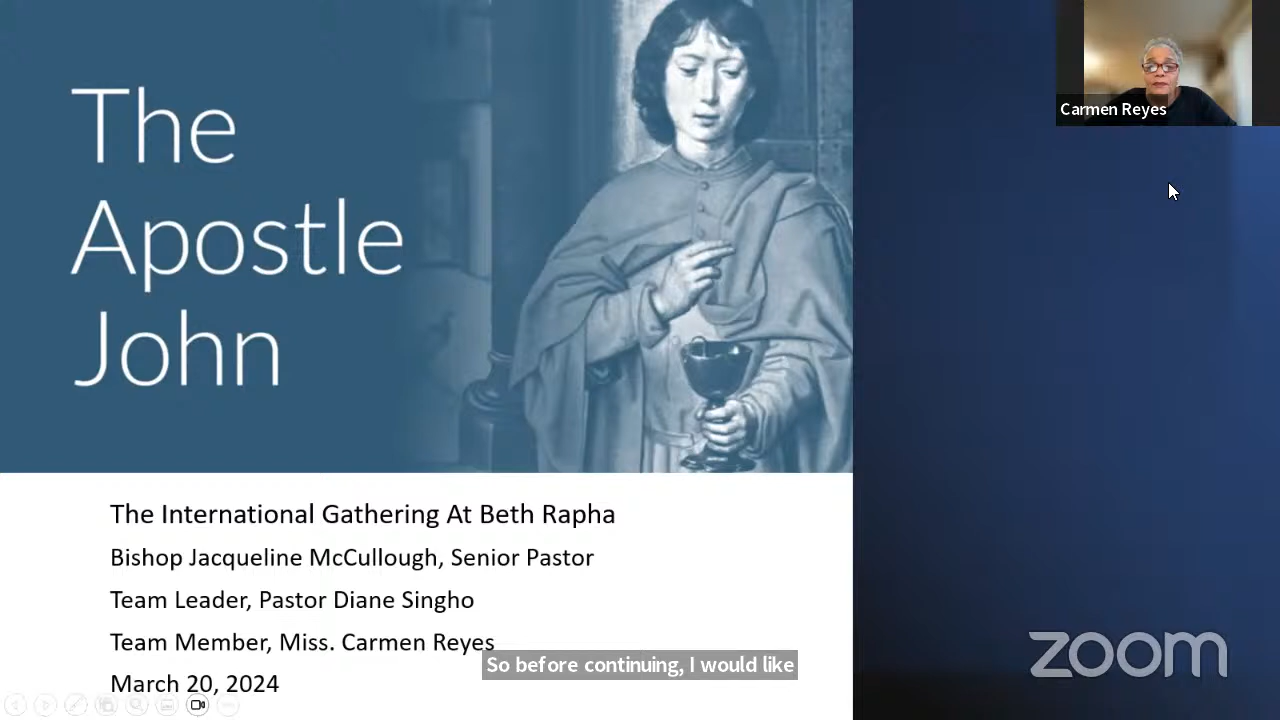 The
Apostle
John
The International Gathering At Beth Rapha
Bishop Jacqueline McCullough, Senior Pastor
Team Leader, Pastor Diane Singho
Team Member, Miss. Carmen Reyes
March 20, 2024
So before continuing, I would like
Carmen Reyes
zoom